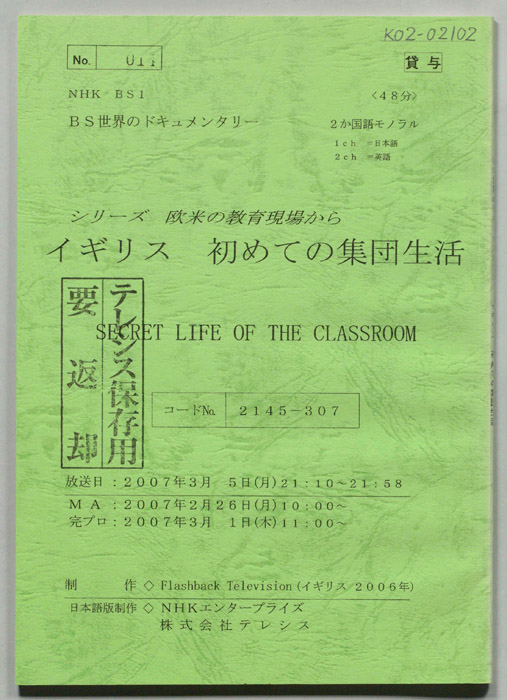 K02-02102
No. 011
貸与
NHK BS1
〈48分〉
BS世界のドキュメンタリー
2か国語モノラル
1ch =日本語
2ch =英語
シリーズ 欧米の教育現場から
イギリス 初めての集団生活
SECRET LIFE OF THE CLASSROOM
テレシス保存用
要返却
コードNo. 2145-307
放送日:2007年3月 5日(月)21:10~21:58
MA:2007年2月26日(月)10:00~
完プロ:2007年3月 1日(木)11:00~
制 作◇Flashback Television(イギリス 2006年)
日本語版制作◇NHKエンタープライズ
株式会社テレシス